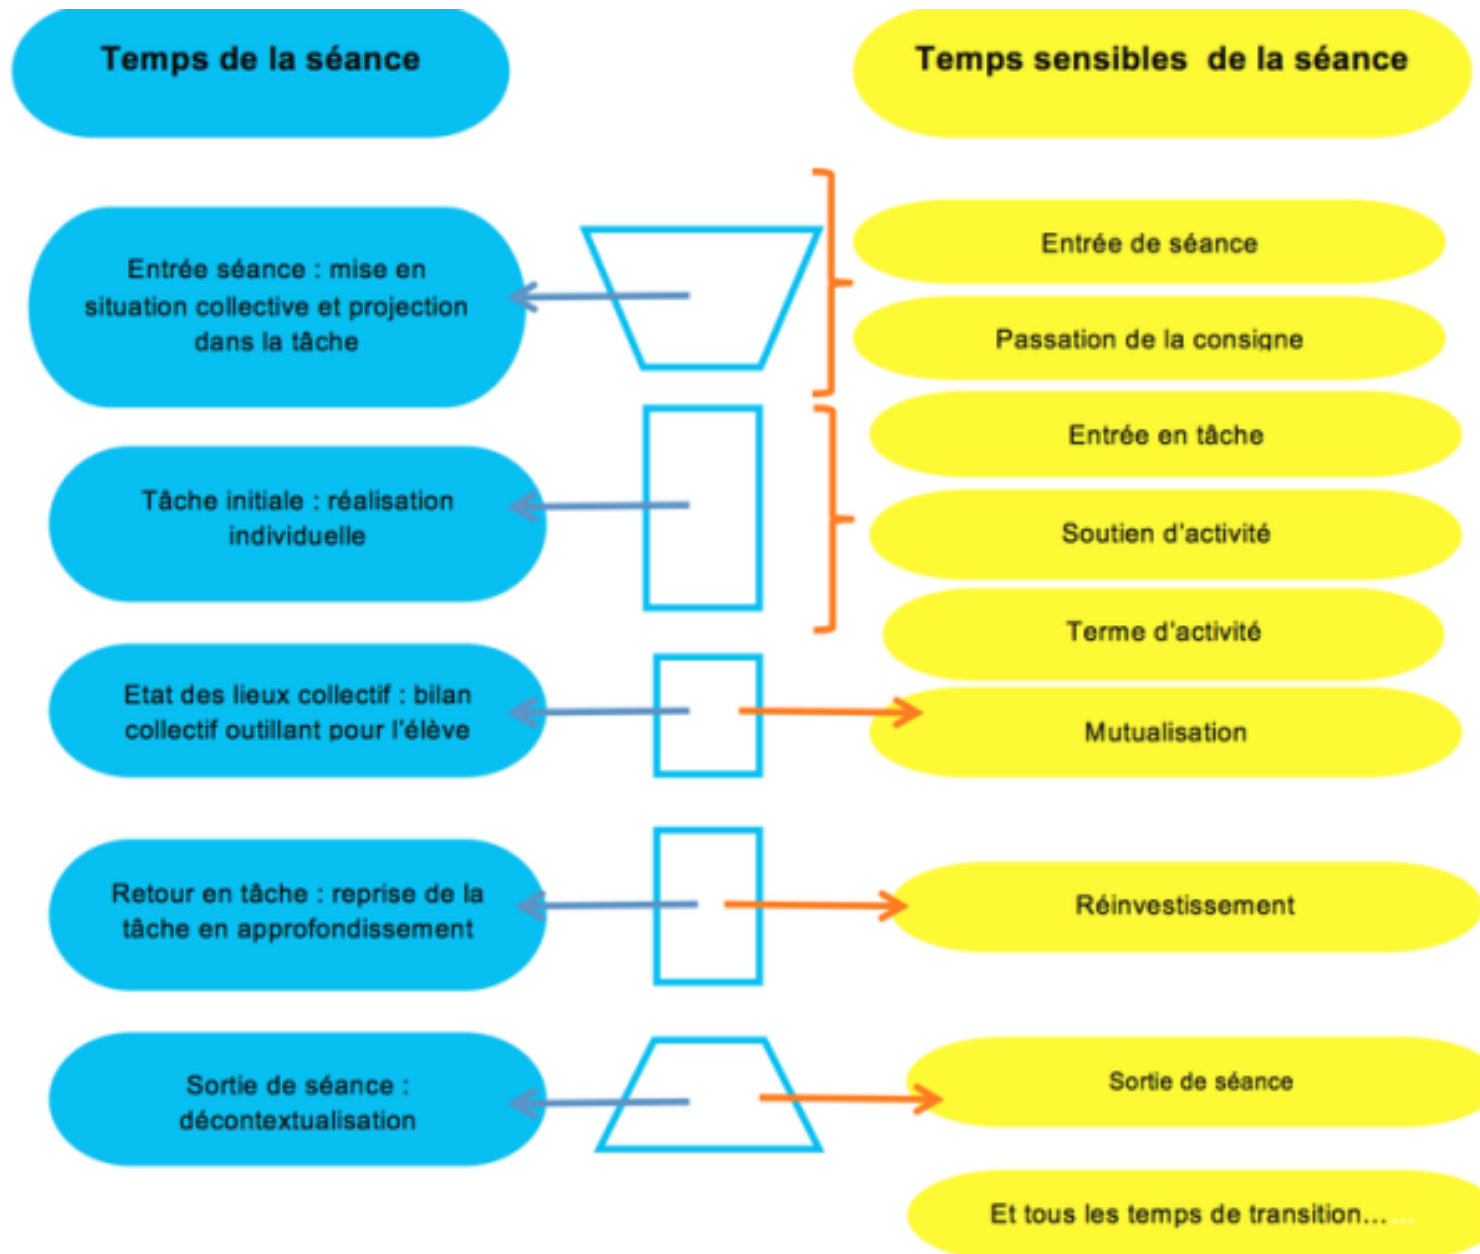 Temps de la séance
Temps sensibles de la séance
Entrée séance : mise en
situation collective et projection
dans la tâche
Entrée de séance
Passation de la consigne
Tâche initiale : réalisation
individuelle
Entrée en tâche
Soutien d'activité
Terme d'activité
Etat des lieux collectif : bilan
collectif outillant pour l'élève
Mutualisation
Retour en tâche : reprise de la
tâche en approfondissement
Réinvestissement
Sortie de séance :
décontextualisation
Sortie de séance
Et tous les temps de transition……